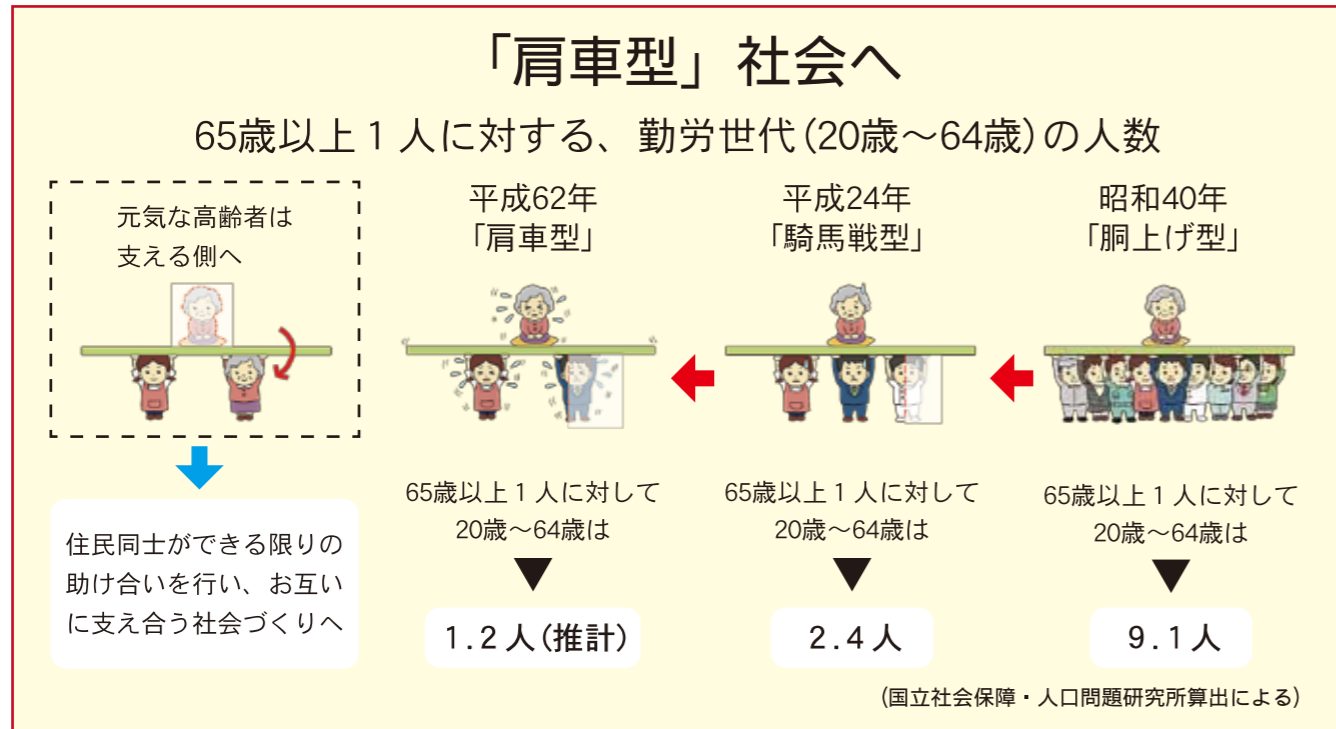 「肩車型」社会へ
65歳以上1人に対する、勤労世代(20歳～64歳)の人数
昭和40年
「胴上げ型」
65歳以上1人に対して
20歳～64歳は
9.1人
平成24年
「騎馬戦型」
65歳以上1人に対して
20歳～64歳は
2.4人
平成62年
「肩車型」
65歳以上1人に対して
20歳～64歳は
1.2人(推計)
元気な高齢者は
支える側へ
住民同士ができる限りの
助け合いを行い、お互い
に支え合う社会づくりへ
(国立社会保障・人口問題研究所算出による)